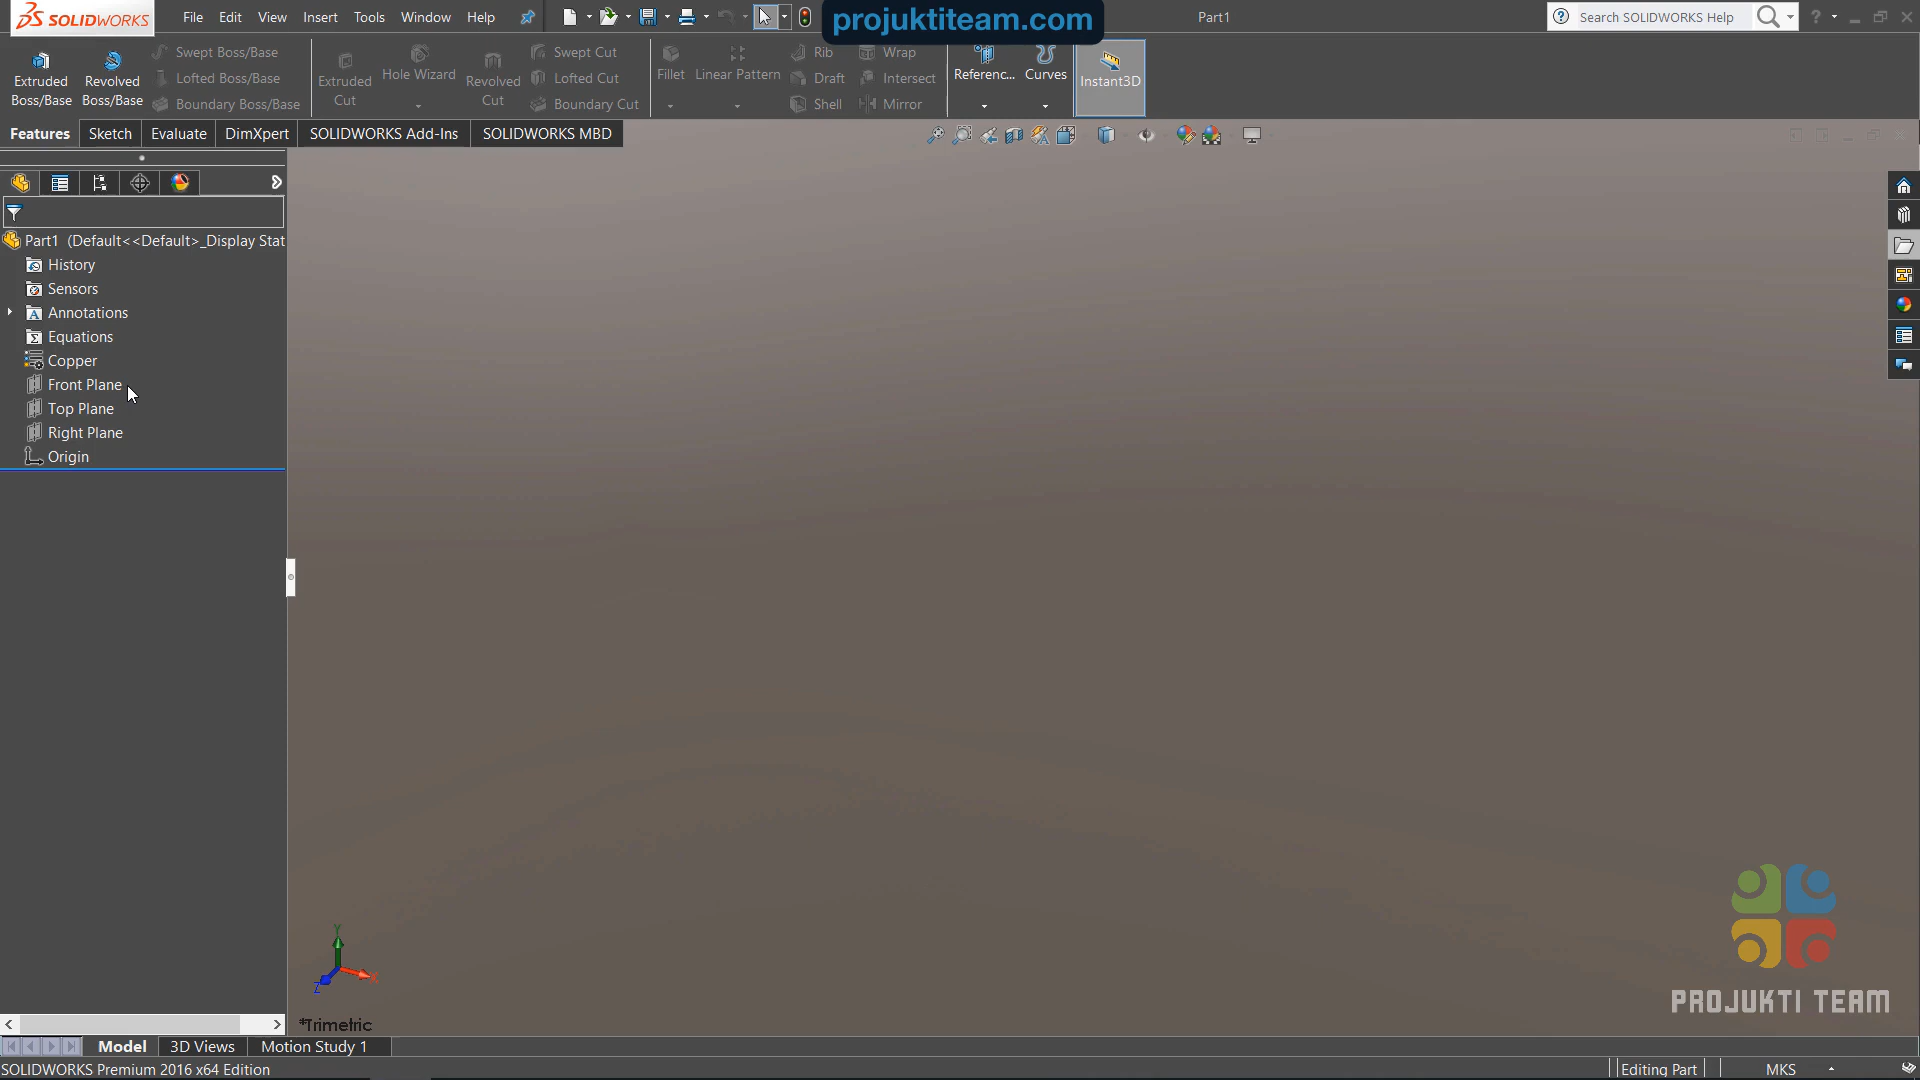 SOLIDWORKS
File Edit View Insert Tools Window Help
projuktiteam.com
Part1
Search SOLIDWORKS Help
Extruded Boss/Base
Revolved Boss/Base
Swept Boss/Base
Lofted Boss/Base
Boundary Boss/Base
Extruded Cut
Hole Wizard
Revolved Cut
Swept Cut
Lofted Cut
Boundary Cut
Fillet
Linear Pattern
Rib
Draft
Shell
Wrap
Intersect
Mirror
Referenc...
Curves
Instant3D
Features Sketch Evaluate DimXpert SOLIDWORKS Add-Ins SOLIDWORKS MBD
Part1 (Default<<Default>_Display Stat
History
Sensors
Annotations
Equations
Copper
Front Plane
Top Plane
Right Plane
Origin
Y
X
Z
*Trimetric
PROJUKTI TEAM
Model 3D Views Motion Study 1
SOLIDWORKS Premium 2016 x64 Edition
Editing Part
MKS